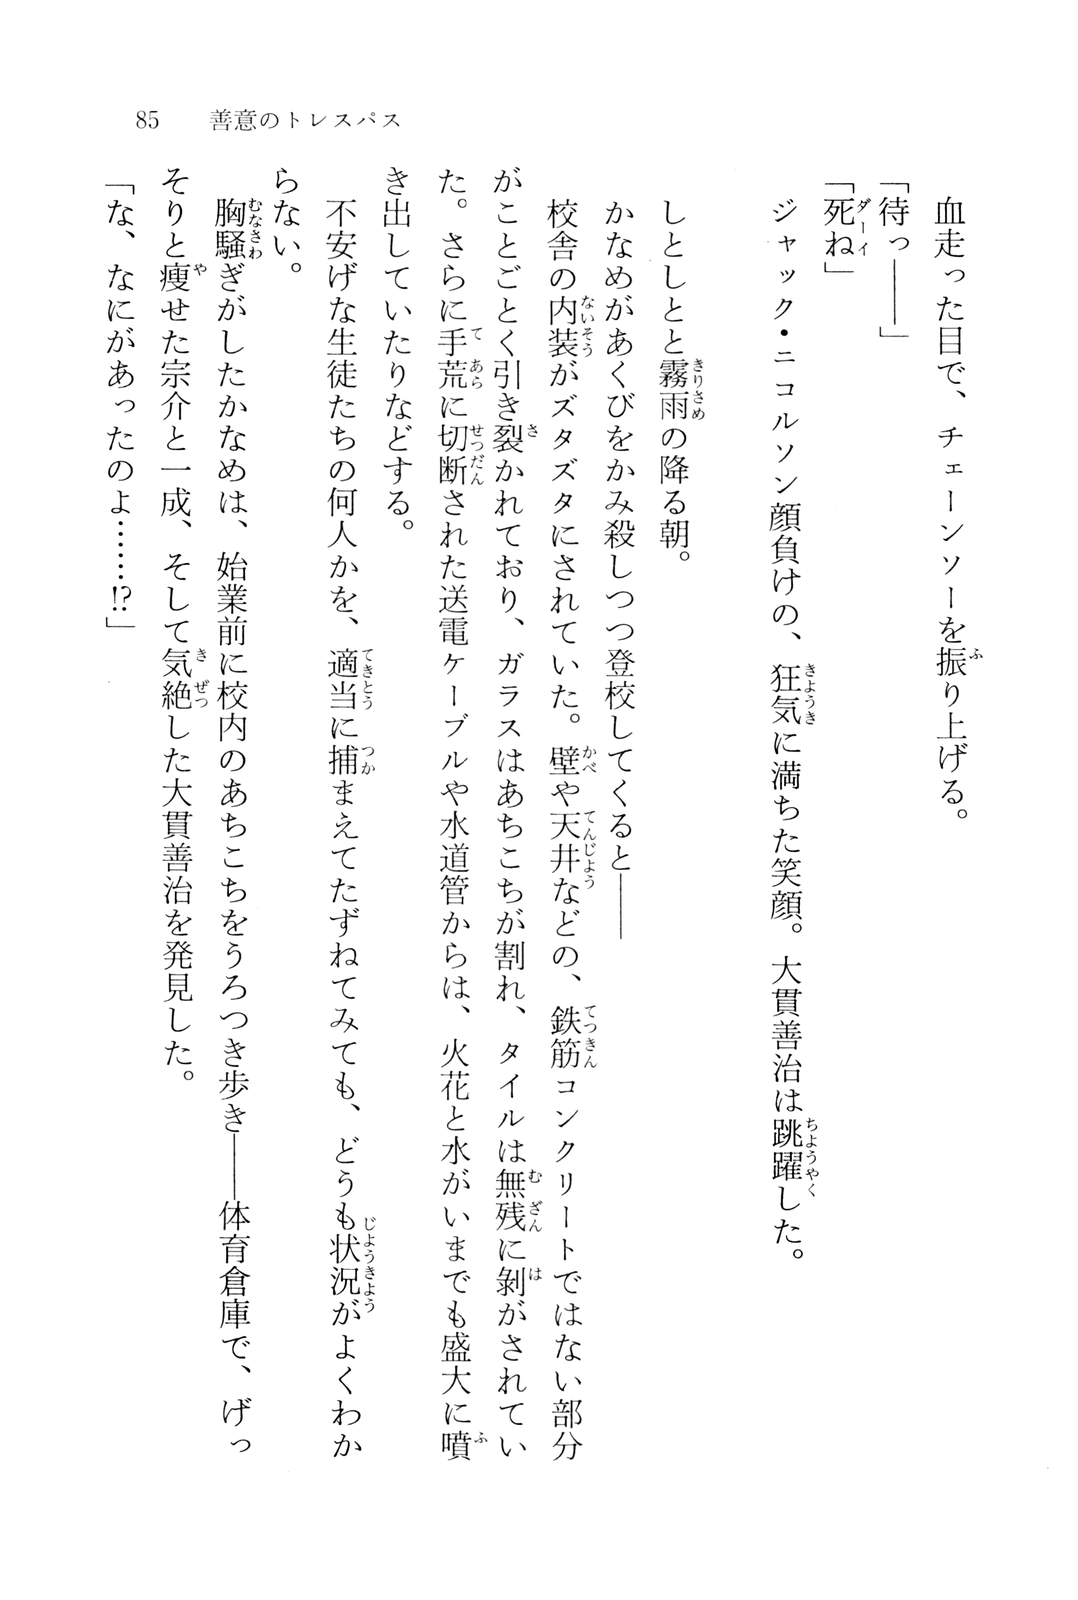 85　善意のトレスパス
血走った目で、チェーンソーを振り上げる。
「待っ――」
「死ね」
ジャック・ニコルソン顔負けの、狂気に満ちた笑顔。大貫善治は跳躍した。
しとしとと霧雨の降る朝。
かなめがあくびをかみ殺しつつ登校してくると――
校舎の内装がズタズタにされていた。壁や天井などの、鉄筋コンクリートではない部分
がことごとく引き裂かれており、ガラスはあちこちが割れ、タイルは無残に剝がされてい
た。さらに手荒に切断された送電ケーブルや水道管からは、火花と水がいまでも盛大に噴
き出していたりなどする。
不安げな生徒たちの何人かを、適当に捕まえてたずねてみても、どうも状況がよくわか
らない。
胸騒ぎがしたかなめは、始業前に校内のあちこちをうろつき歩き――体育倉庫で、げっ
そりと痩せた宗介と一成、そして気絶した大貫善治を発見した。
「な、なにがあったのよ……!?」